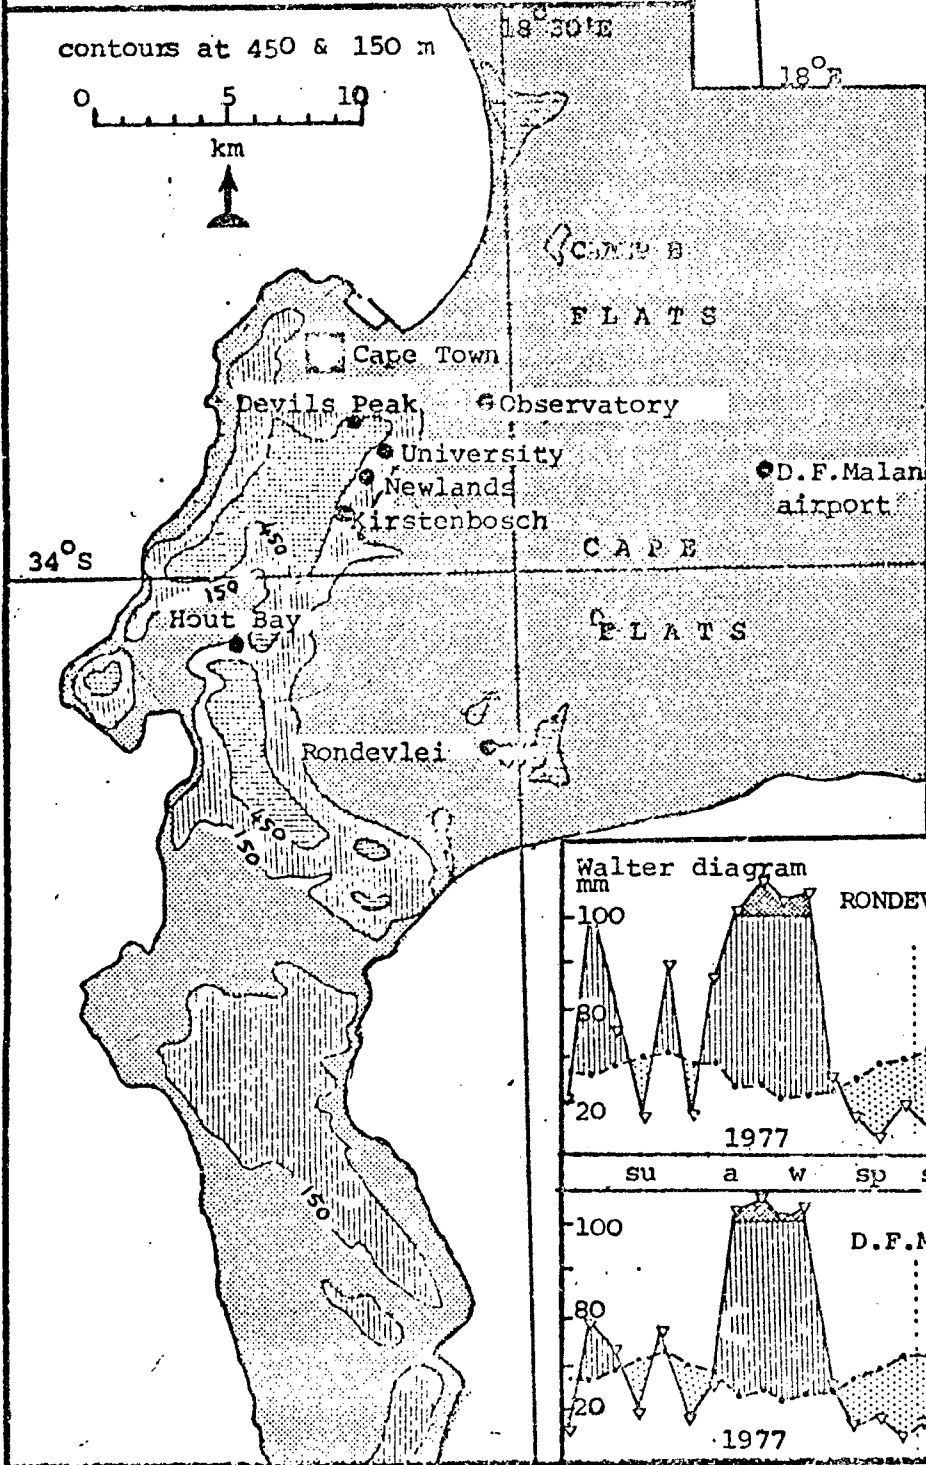 18°30'E
contours at 450 & 150 m
18°E
0 5 10
km
FLATS
Cape Town
Devils Peak
Observatory
University
Newlands
D.F.Malan
airport
Kirstenbosch
450
CAPE
34°S
150
Hout Bay
FLATS
Rondevlei
450
150
Walter diagram
mm
RONDEV
100
80
20
1977
su a w sp s
150
100
D.F.M
80
20
1977